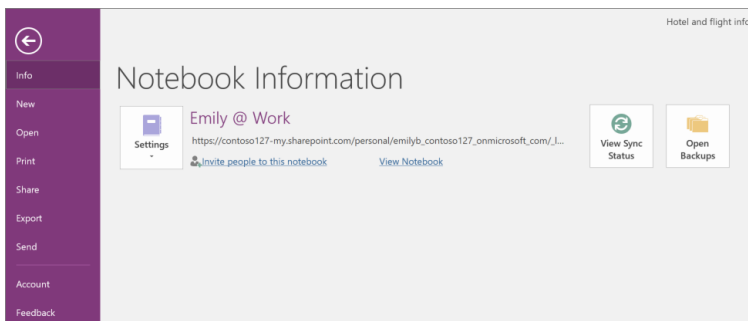 Hotel and flight info
Info
New
Open
Print
Share
Export
Send
Account
Feedback
Notebook Information
Settings
Emily @ Work
https://contoso127-my.sharepoint.com/personal/emilyb_contoso127_onmicrosoft_com/_l...
Invite people to this notebook
View Notebook
View Sync
Status
Open
Backups